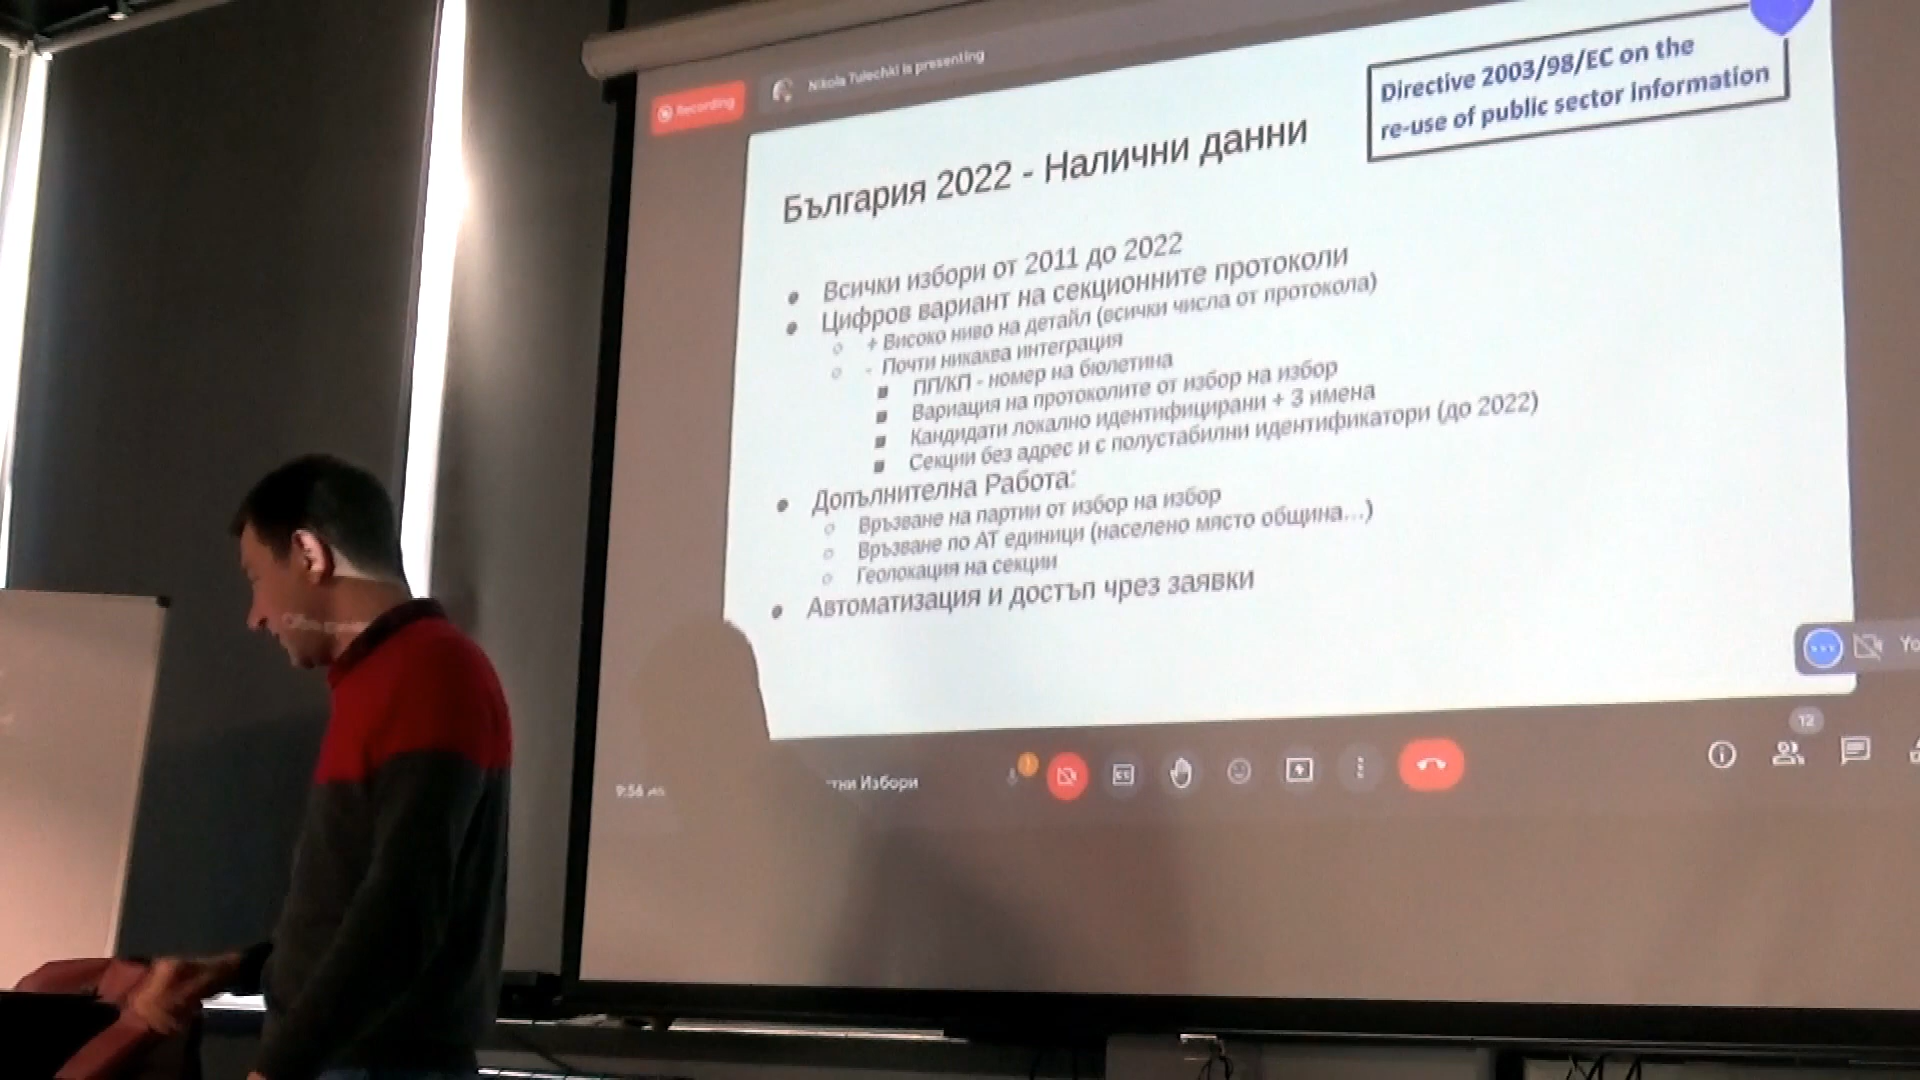 Recording
Nikola Tulechki is presenting
Directive 2003/98/EC on the
re-use of public sector information
България 2022 - Налични данни
Всички избори от 2011 до 2022
Цифров вариант на секционните протоколи
+ Високо ниво на детайл (всички числа от протокола)
- Почти никаква интеграция
ПП/КП - номер на бюлетина
Вариация на протоколите от избор на избор
Кандидати локално идентифицирани + 3 имена
Секции без адрес и с полустабилни идентификатори (до 2022)
Допълнителна Работа:
Връзване на партии от избор на избор
Връзване по АТ единици (населено място община...)
Геолокация на секции
Автоматизация и достъп чрез заявки
Yo
12
9:56
тки Избори